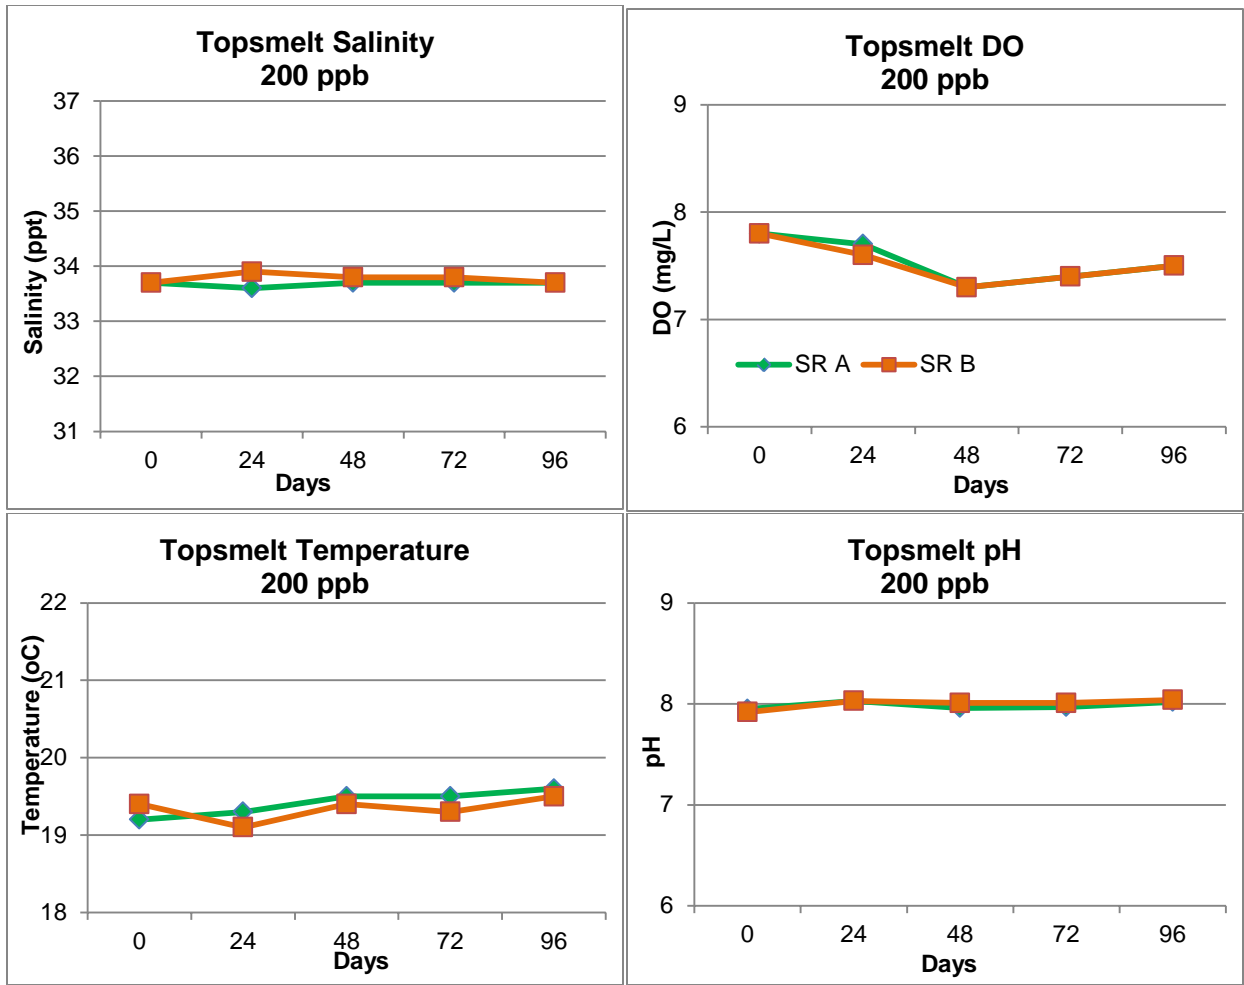 Topsmelt Salinity
200 ppb
37
36
35
34
33
32
31
Salinity (ppt)
0 24 48 72 96
Days
Topsmelt DO
200 ppb
9
8
7
6
DO (mg/L)
SR A SR B
0 24 48 72 96
Days
Topsmelt Temperature
200 ppb
22
21
20
19
18
Temperature (oC)
0 24 48 72 96
Days
Topsmelt pH
200 ppb
9
8
7
6
pH
0 24 48 72 96
Days